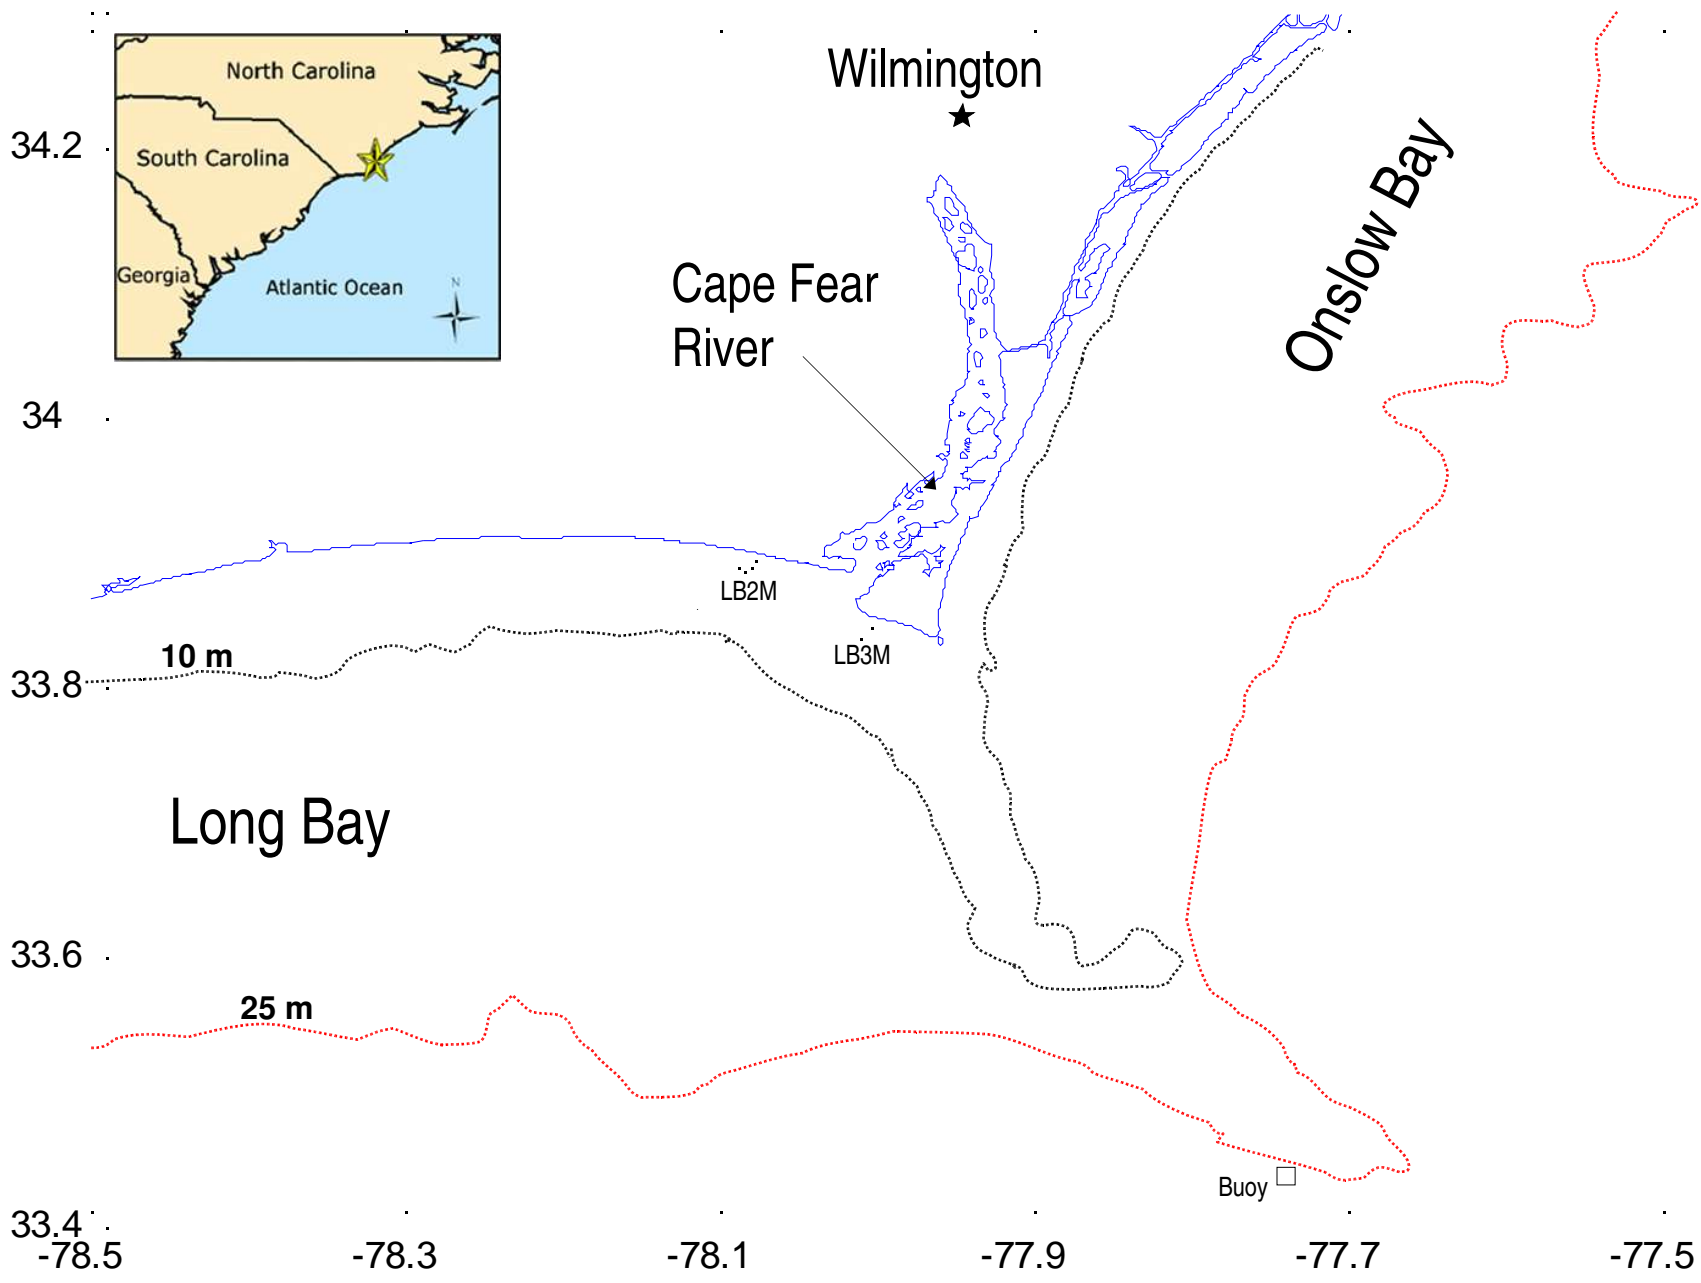 North Carolina
South Carolina
Georgia
Atlantic Ocean
N
Wilmington
34.2
Onslow Bay
Cape Fear
River
34
LB2M
LB3M
10 m
33.8
Long Bay
33.6
25 m
Buoy
33.4
-78.5 -78.3 -78.1 -77.9 -77.7 -77.5